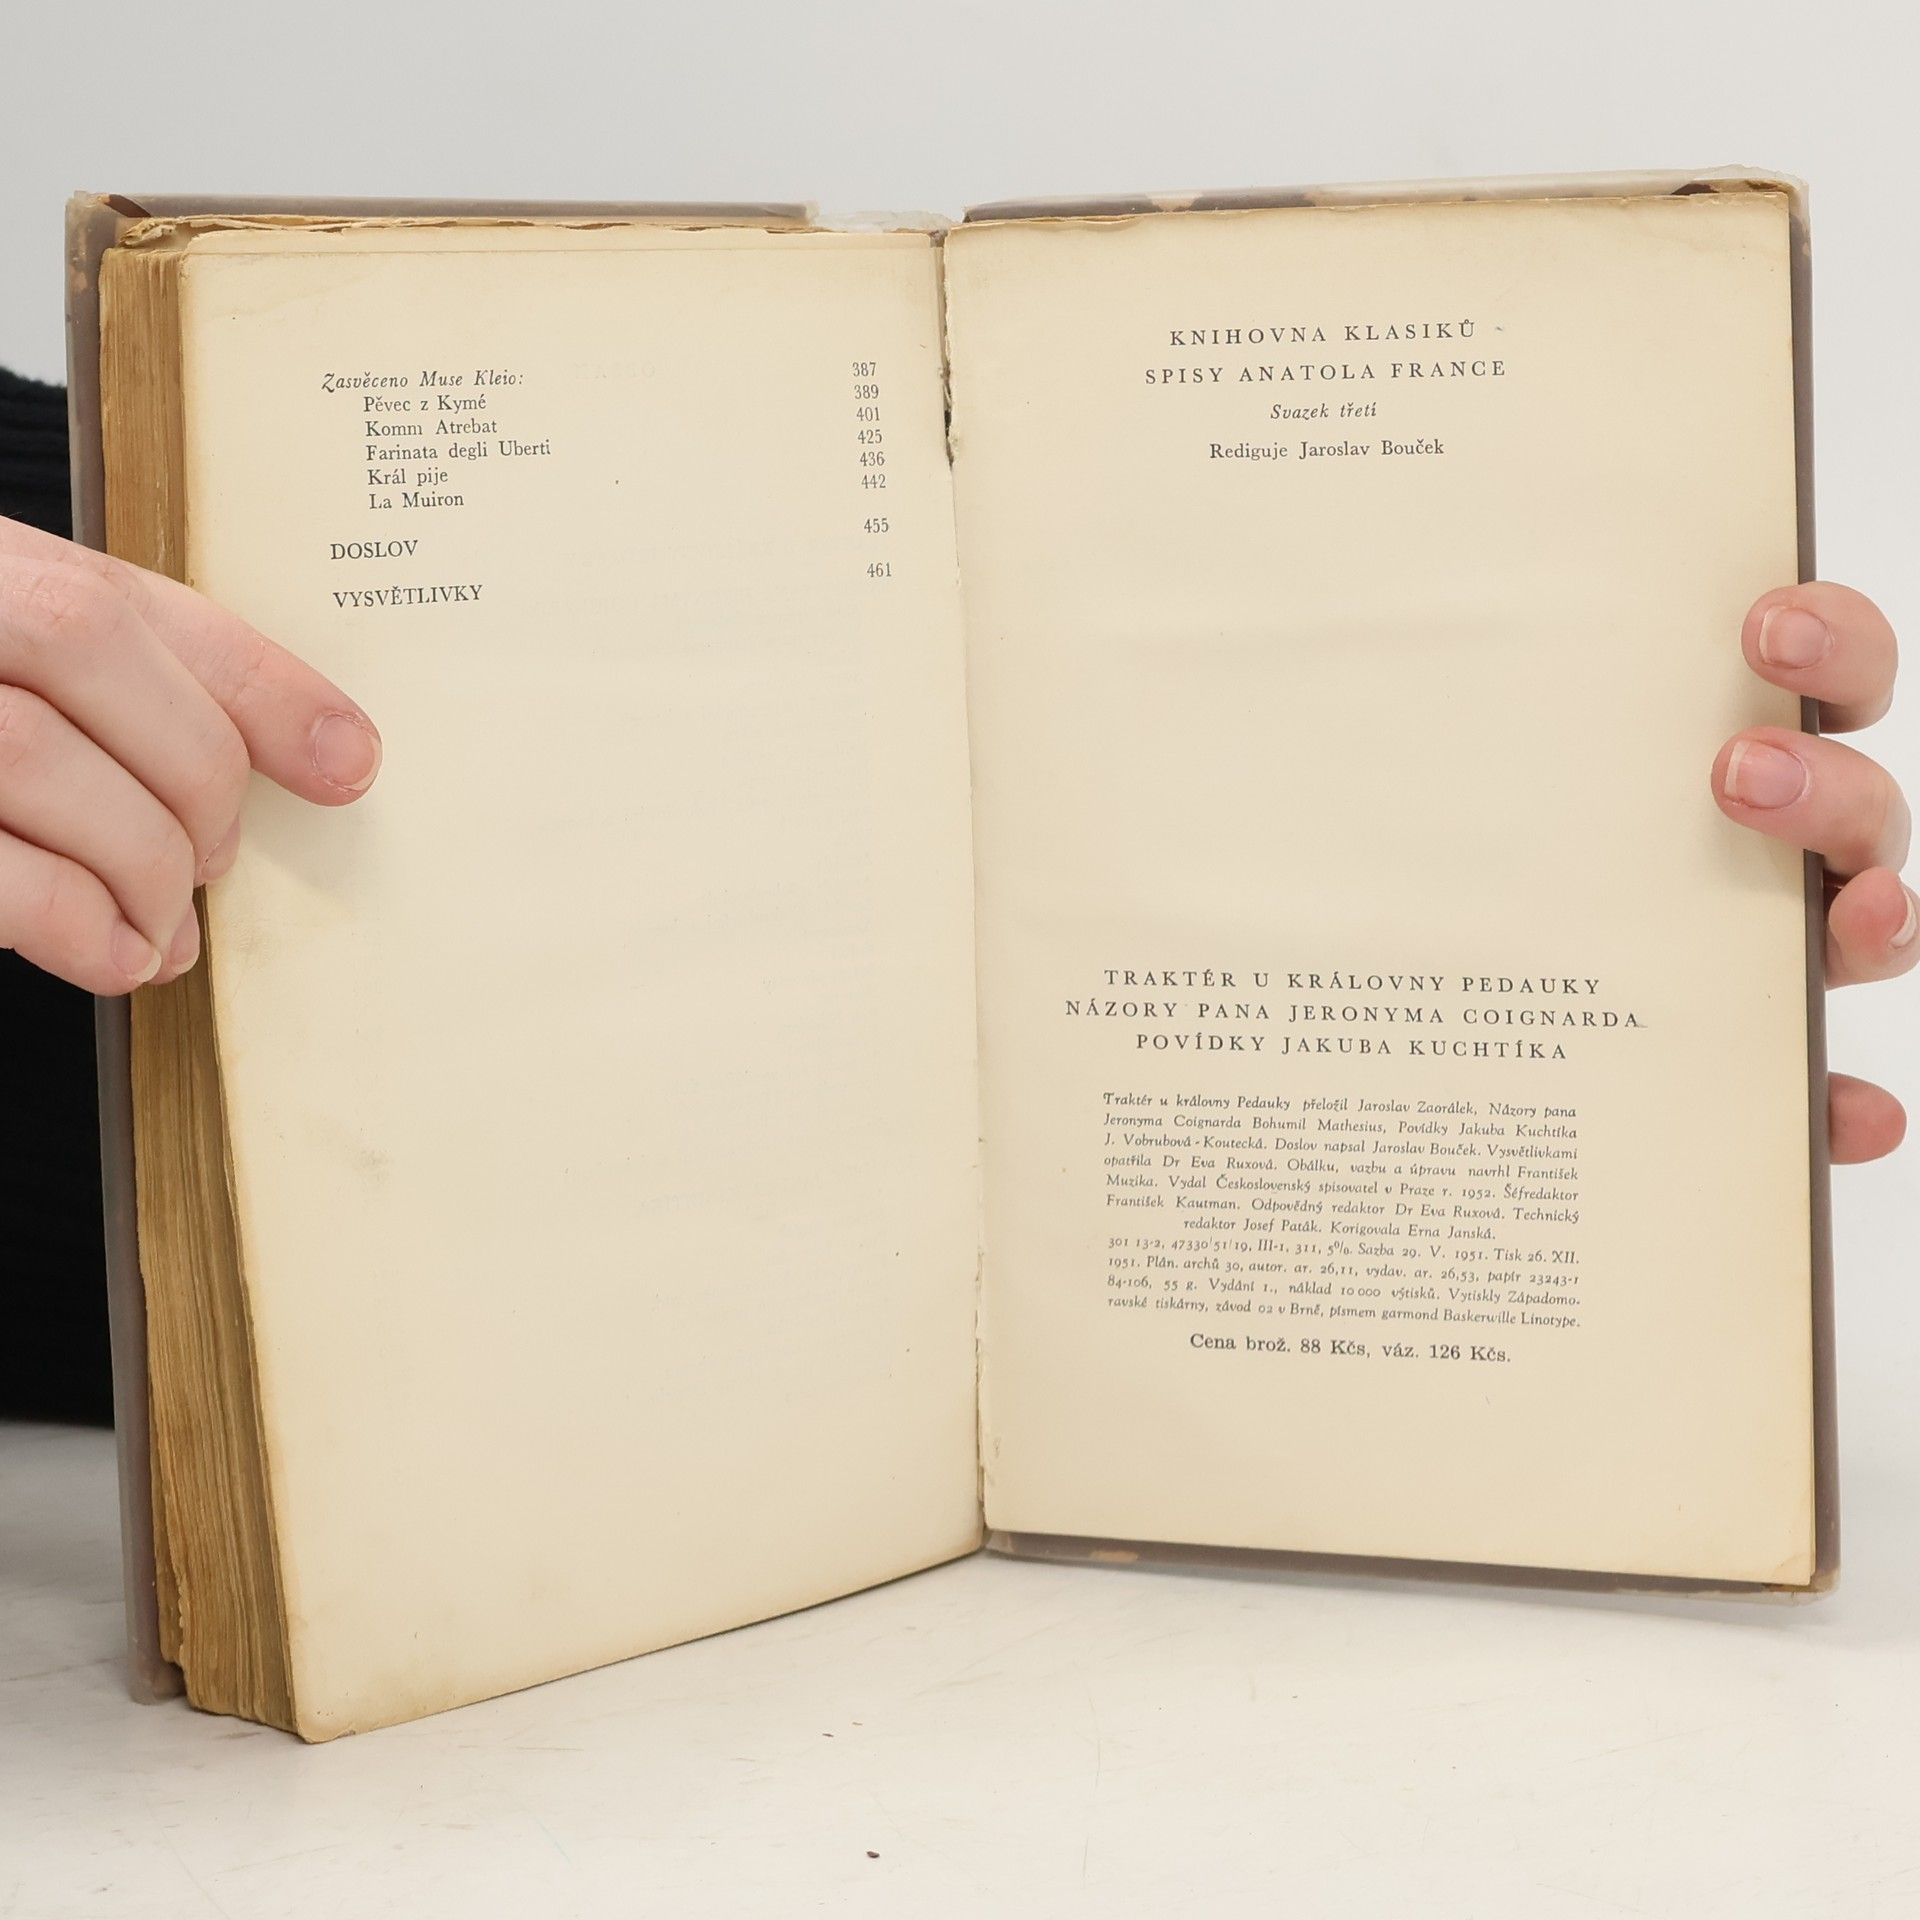 Zasvěceno Muse Kleio: 387
Pěvec z Kymé 389
Komm Atrebat 401
Farinata degli Uberti 425
Král pije 436
La Muiron 442
DOSLOV 455
VYSVĚTLIVKY 461
KNIHOVNA KLASIKŮ
SPISY ANATOLA FRANCE
Svazek třetí
Rediguje Jaroslav Bouček
TRAKTÉR U KRÁLOVNY PEDAUKY
NÁZORY PANA JERONYMA COIGNARDA
POVÍDKY JAKUBA KUCHTÍKA
Traktér u královny Pedauky přeložil Jaroslav Zaorálek, Názory pana
Jeronyma Coignarda Bohumil Mathesius, Povídky Jakuba Kuchtíka
J. Vobrubová-Koutecká. Doslov napsal Jaroslav Bouček. Vysvětlivkami
opatřila Dr Eva Ruxová. Obálku, vazbu a úpravu navrhl František
Muzika. Vydal Československý spisovatel v Praze r. 1952. Šéfredaktor
František Kautman. Odpovědný redaktor Dr Eva Ruxová. Technický
redaktor Josef Paták. Korigovala Erna Janská.
301 13-2, 47330/51/19, III-1, 311, 5%. Sazba 29. V. 1951. Tisk 26. XII.
1951. Plán. archů 30, autor. ar. 26,11, vydav. ar. 26,53, papír 23243-1
84-106, 55 g. Vydání 1., náklad 10 000 výtisků. Vytiskly Západomo-
ravské tiskárny, závod 02 v Brně, písmem garmond Baskerwille Linotype.
Cena brož. 88 Kčs, váz. 126 Kčs.